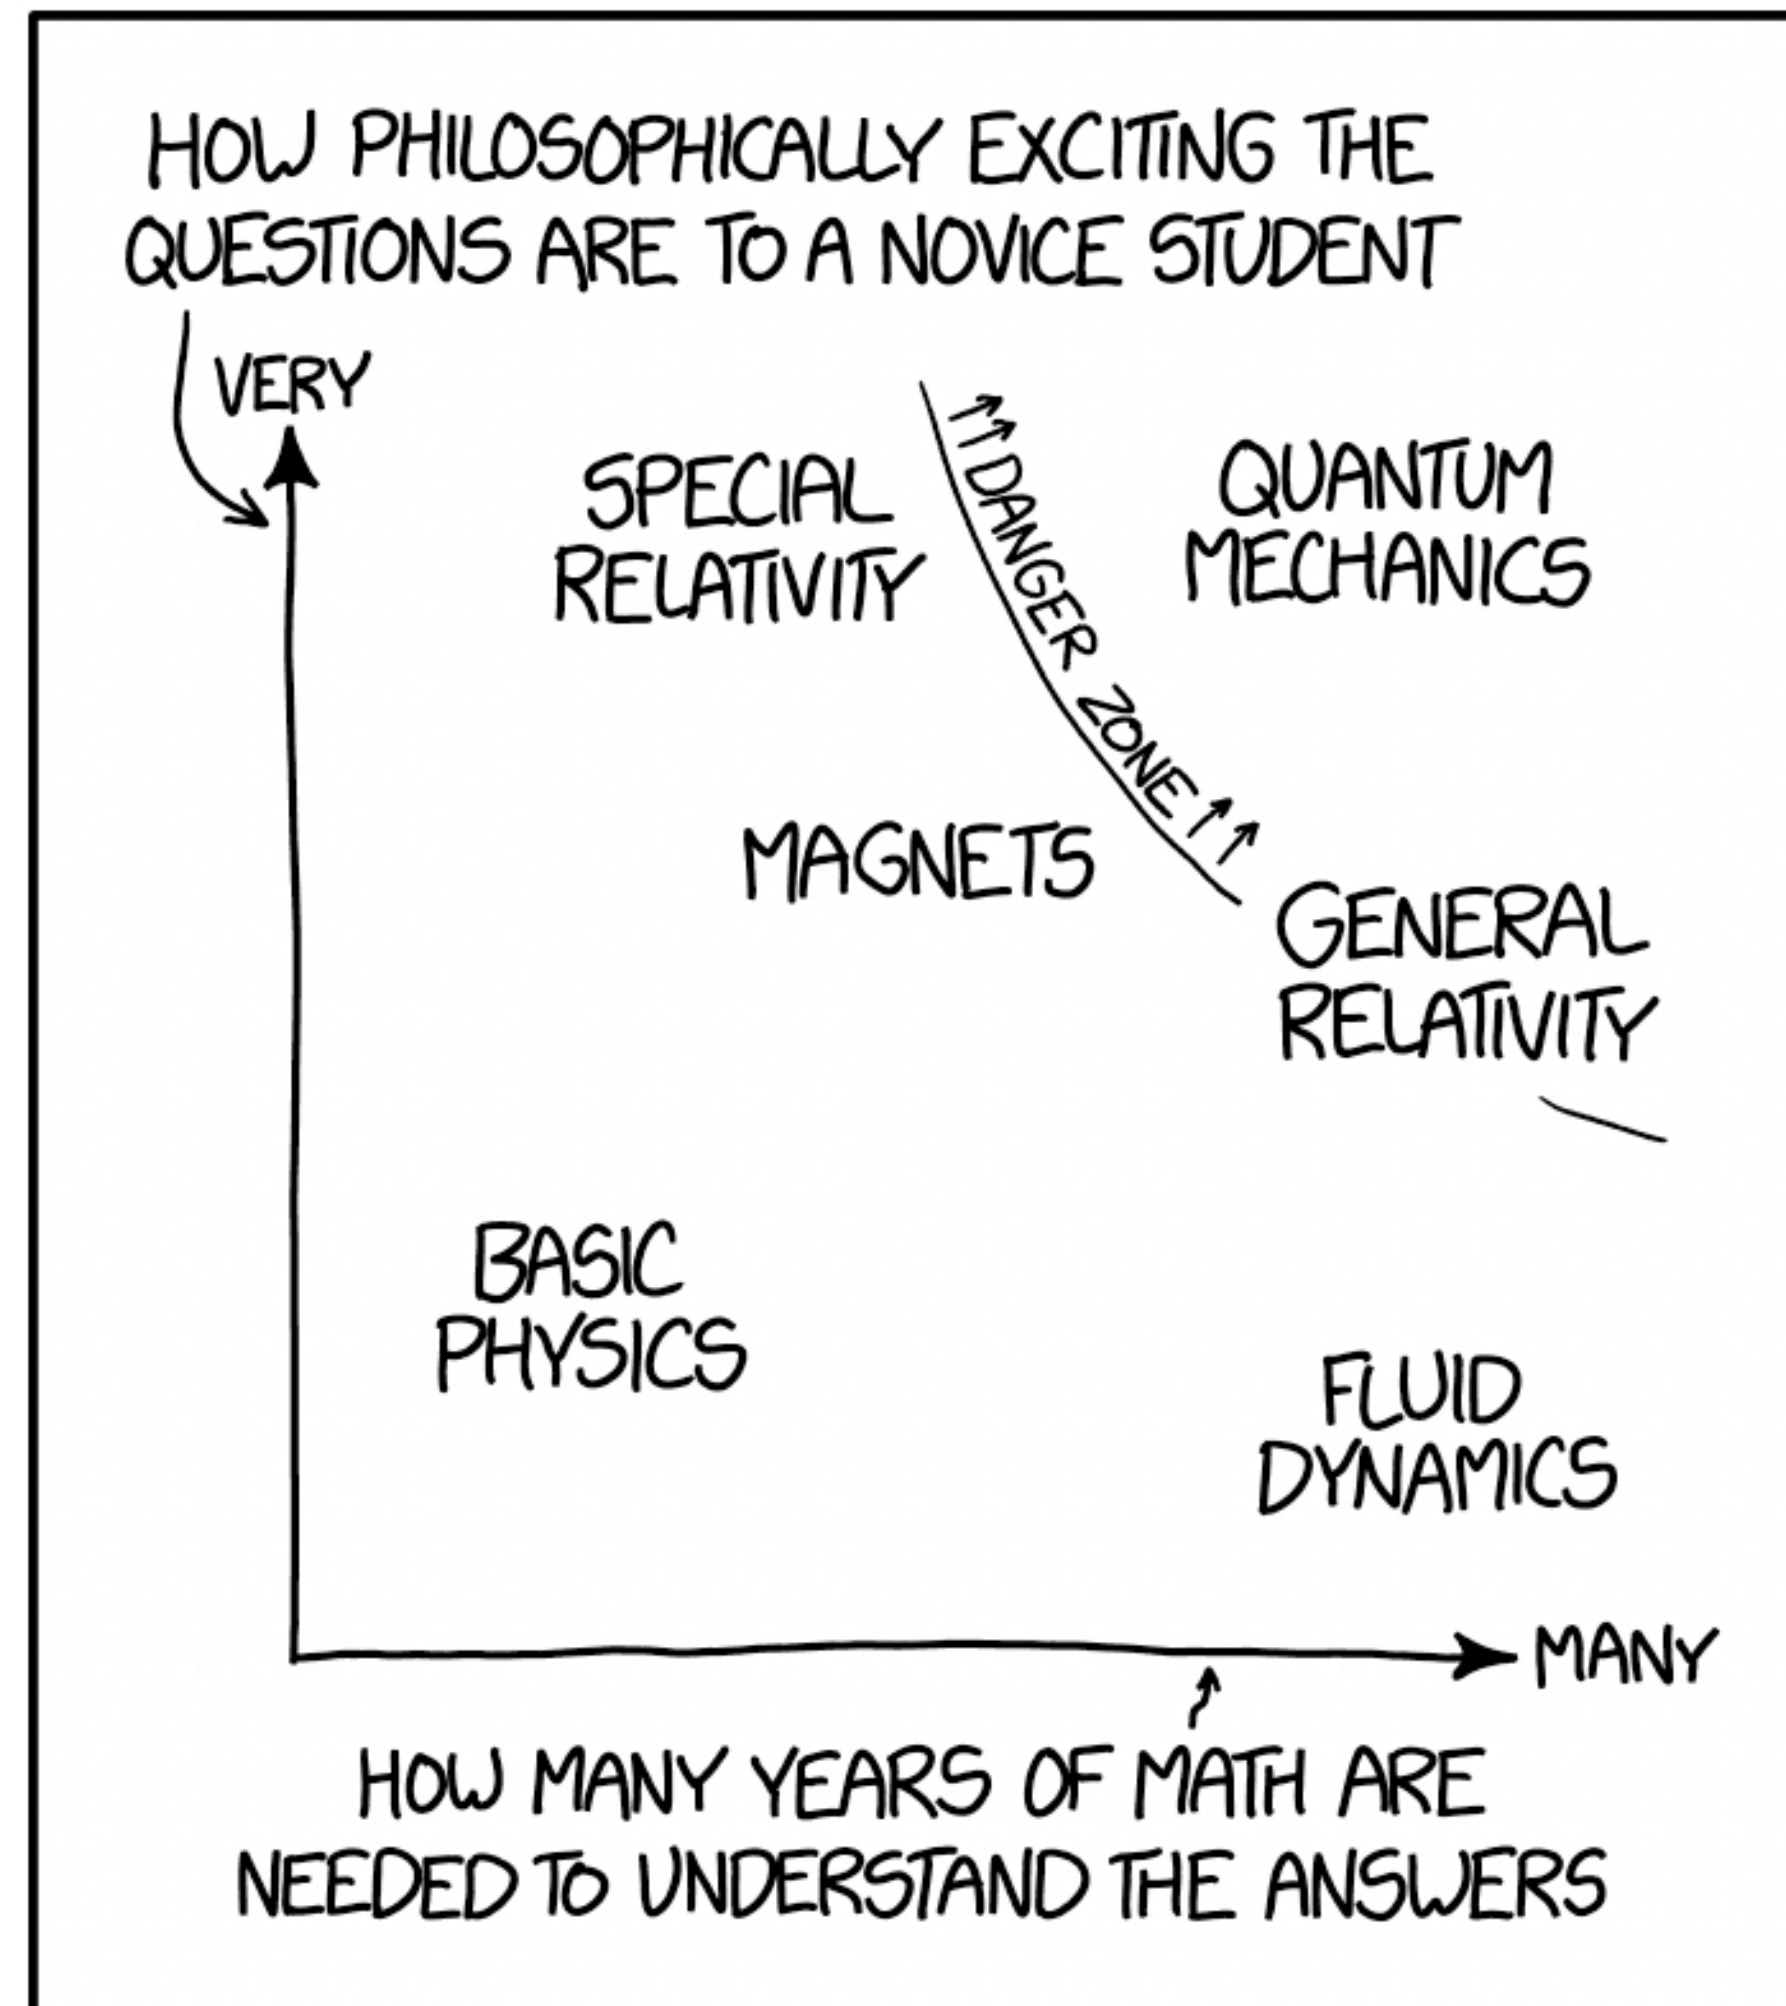 HOW PHILOSOPHICALLY EXCITING THE
QUESTIONS ARE TO A NOVICE STUDENT
VERY
SPECIAL
RELATIVITY
DANGER ZONE
QUANTUM
MECHANICS
MAGNETS
GENERAL
RELATIVITY
BASIC
PHYSICS
FLUID
DYNAMICS
MANY
HOW MANY YEARS OF MATH ARE
NEEDED TO UNDERSTAND THE ANSWERS